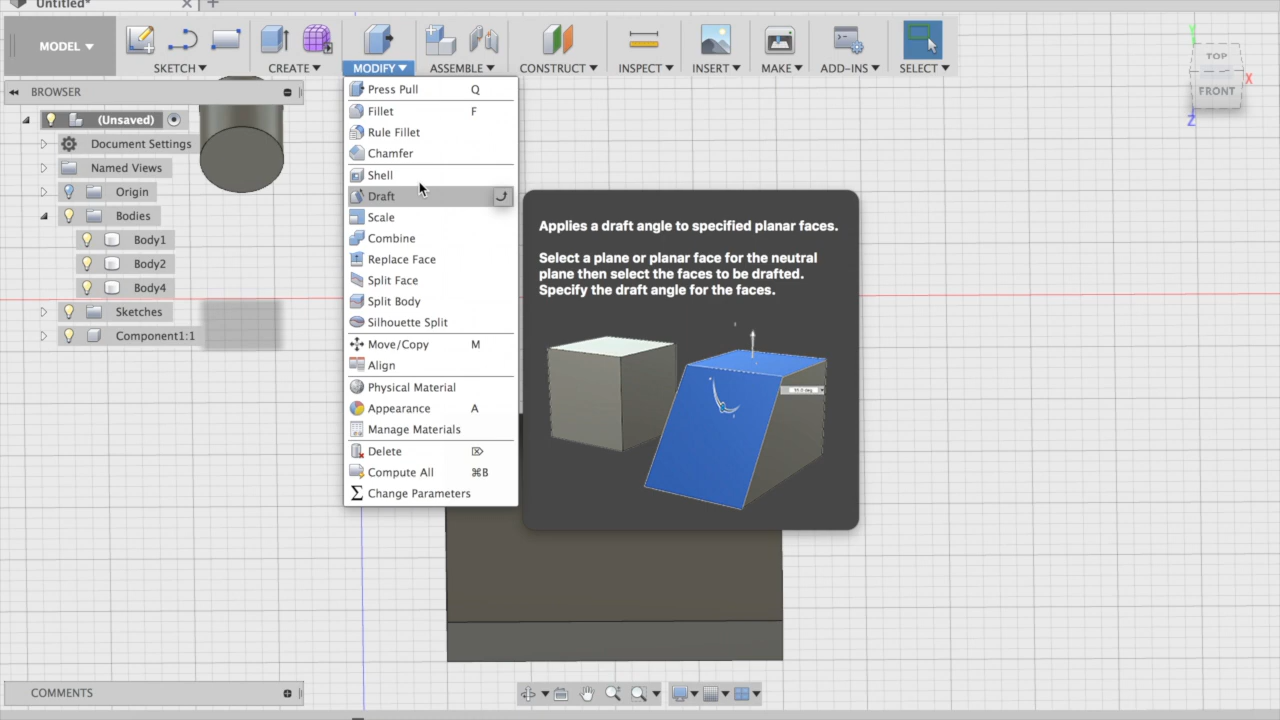 Untitled*
MODEL
SKETCH
CREATE
MODIFY
ASSEMBLE
CONSTRUCT
INSPECT
INSERT
MAKE
ADD-INS
SELECT
BROWSER
(Unsaved)
Document Settings
Named Views
Origin
Bodies
Body1
Body2
Body4
Sketches
Component1:1
Press Pull Q
Fillet F
Rule Fillet
Chamfer
Shell
Draft
Scale
Combine
Replace Face
Split Face
Split Body
Silhouette Split
Move/Copy M
Align
Physical Material
Appearance A
Manage Materials
Delete ⌦
Compute All ⌘B
Change Parameters
Applies a draft angle to specified planar faces.
Select a plane or planar face for the neutral
plane then select the faces to be drafted.
Specify the draft angle for the faces.
TOP
FRONT
X
Z
COMMENTS